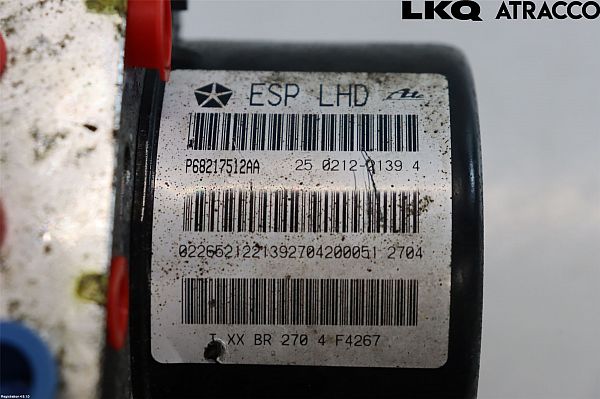 LKQ ATRACCO
ESP LHD
P68217512AA 25.0212-0139.4
0226521221392704200051 2704
T XX BR 270 4 F4267